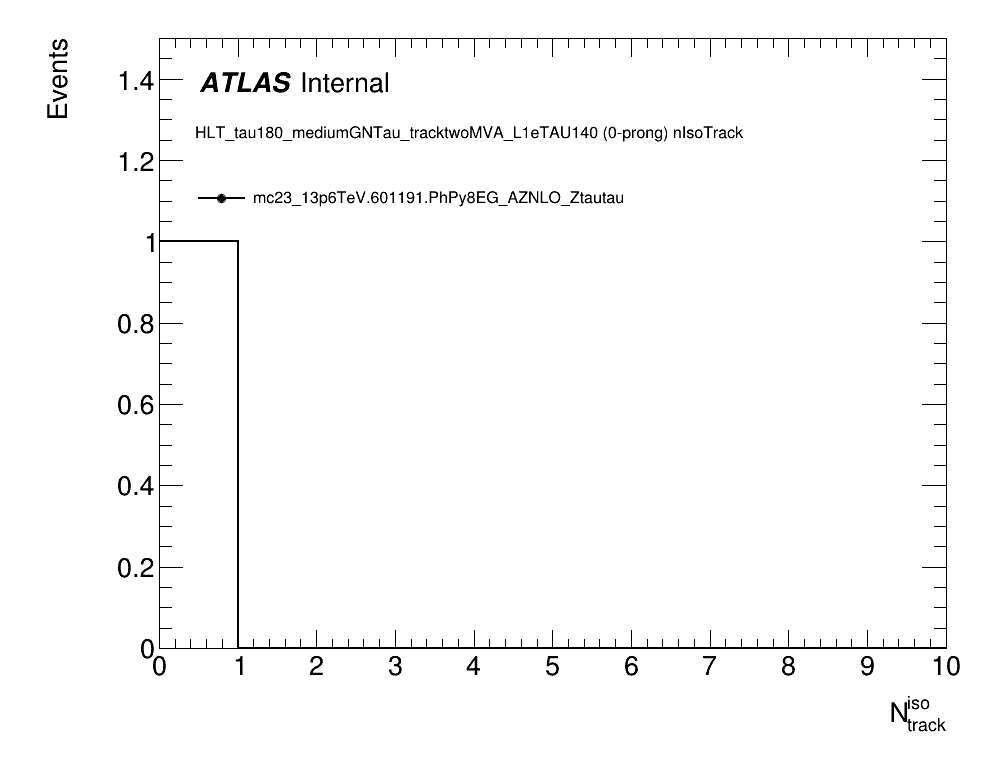 Events
ATLAS Internal
HLT_tau180_mediumGNTau_tracktwoMVA_L1eTAU140 (0-prong) nIsoTrack
mc23_13p6TeV.601191.PhPy8EG_AZNLO_Ztautau
1.4
1.2
1
0.8
0.6
0.4
0.2
0
0 1 2 3 4 5 6 7 8 9 10
N iso track